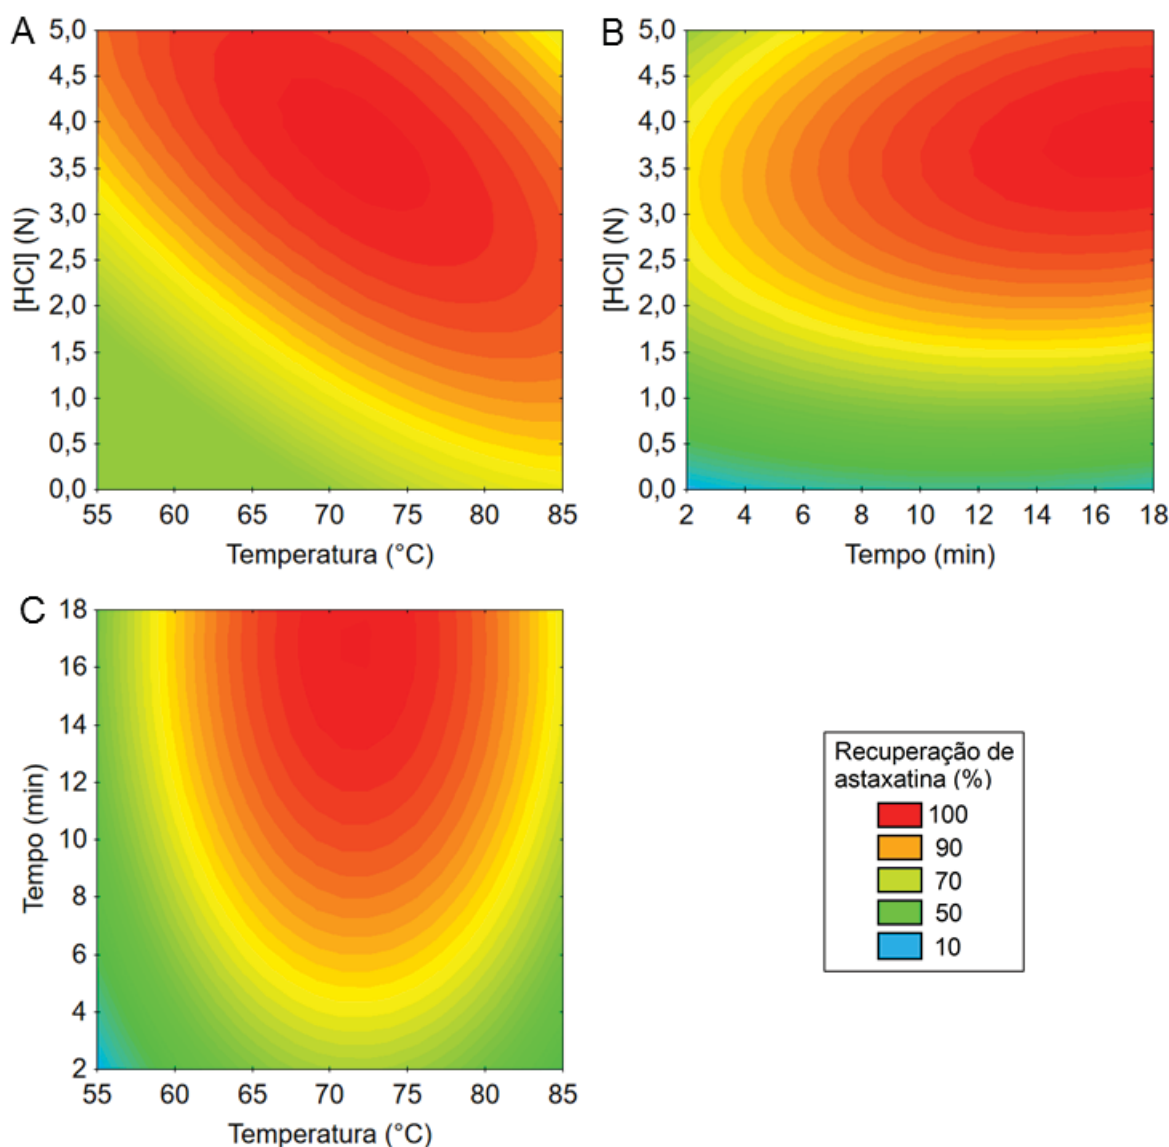 A
5,0
4,5
4,0
3,5
3,0
2,5
2,0
1,5
1,0
0,5
0,0
[HCl] (N)
55 60 65 70 75 80 85
Temperatura (°C)
B
5,0
4,5
4,0
3,5
3,0
2,5
2,0
1,5
1,0
0,5
0,0
[HCl] (N)
2 4 6 8 10 12 14 16 18
Tempo (min)
C
18
16
14
12
10
8
6
4
2
Tempo (min)
55 60 65 70 75 80 85
Temperatura (°C)
Recuperação de
astaxatina (%)
100
90
70
50
10